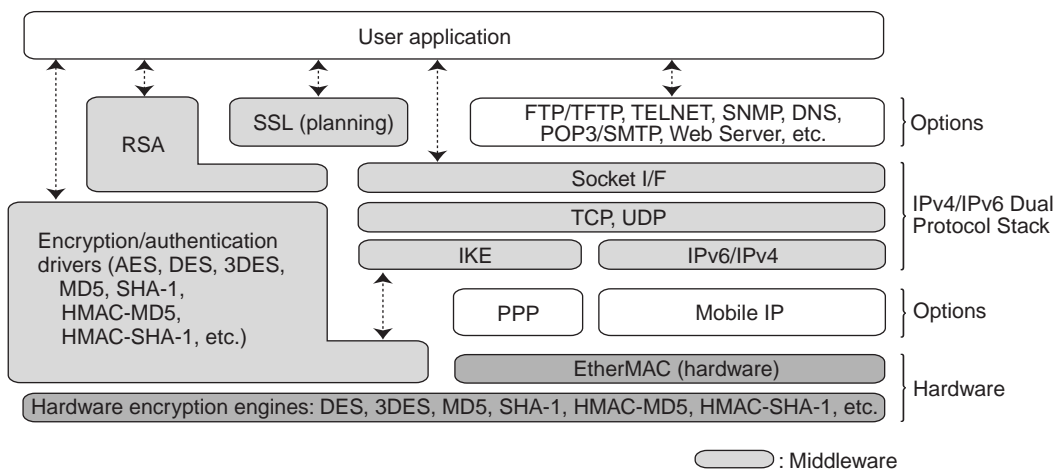 User application
RSA
SSL (planning)
FTP/TFTP, TELNET, SNMP, DNS,
POP3/SMTP, Web Server, etc.
Options
Socket I/F
TCP, UDP
IKE
IPv6/IPv4
IPv4/IPv6 Dual
Protocol Stack
Encryption/authentication
drivers (AES, DES, 3DES,
MD5, SHA-1,
HMAC-MD5,
HMAC-SHA-1, etc.)
PPP
Mobile IP
Options
EtherMAC (hardware)
Hardware
Hardware encryption engines: DES, 3DES, MD5, SHA-1, HMAC-MD5, HMAC-SHA-1, etc.
: Middleware